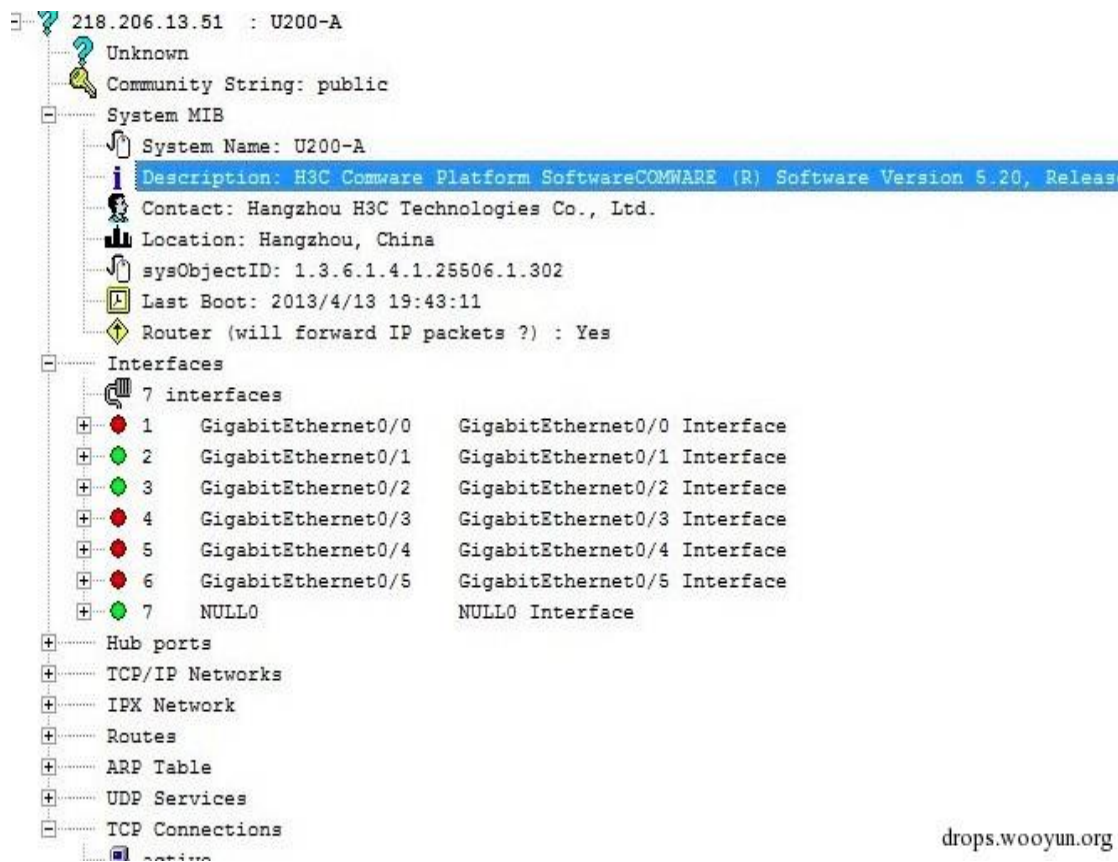 218.206.13.51 : U200-A
Unknown
Community String: public
System MIB
System Name: U200-A
Description: H3C Comware Platform SoftwareCOMWARE (R) Software Version 5.20, Release
Contact: Hangzhou H3C Technologies Co., Ltd.
Location: Hangzhou, China
sysObjectID: 1.3.6.1.4.1.25506.1.302
Last Boot: 2013/4/13 19:43:11
Router (will forward IP packets ?) : Yes
Interfaces
7 interfaces
1 GigabitEthernet0/0 GigabitEthernet0/0 Interface
2 GigabitEthernet0/1 GigabitEthernet0/1 Interface
3 GigabitEthernet0/2 GigabitEthernet0/2 Interface
4 GigabitEthernet0/3 GigabitEthernet0/3 Interface
5 GigabitEthernet0/4 GigabitEthernet0/4 Interface
6 GigabitEthernet0/5 GigabitEthernet0/5 Interface
7 NULL0 NULL0 Interface
Hub ports
TCP/IP Networks
IPX Network
Routes
ARP Table
UDP Services
TCP Connections
active
drops.wooyun.org